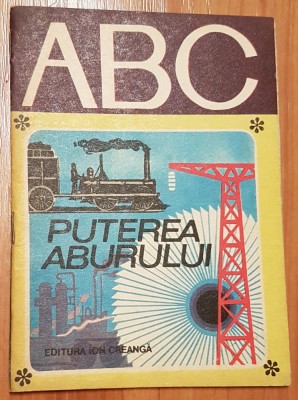 ABC
PUTEREA
ABURULUI
EDITURA ION CREANGĂ